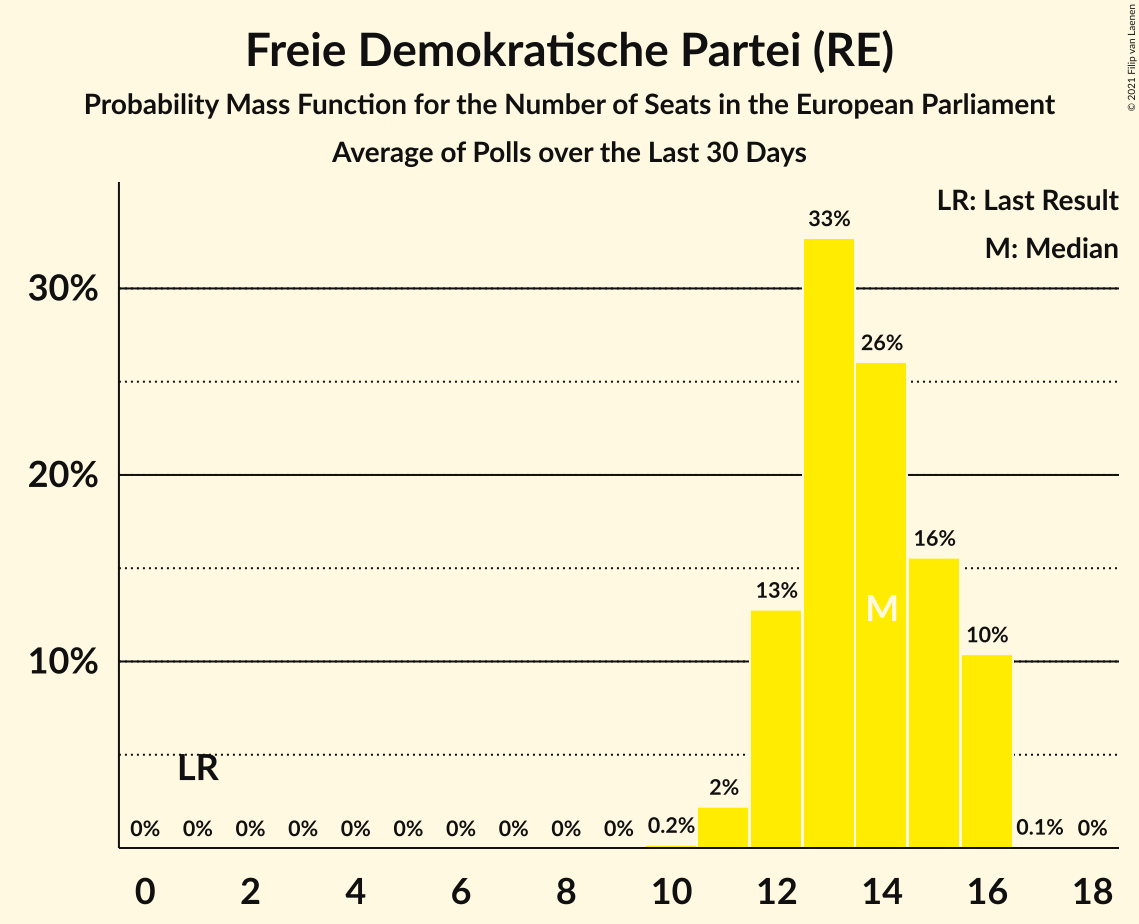 Freie Demokratische Partei (RE)
Probability Mass Function for the Number of Seats in the European Parliament
Average of Polls over the Last 30 Days
© 2021 Filip van Laenen
LR: Last Result
M: Median
30%
20%
10%
33%
26%
16%
13%
M
10%
LR
2%
0% 0% 0% 0% 0% 0% 0% 0% 0% 0% 0.2% 0.1% 0%
0 2 4 6 8 10 12 14 16 18